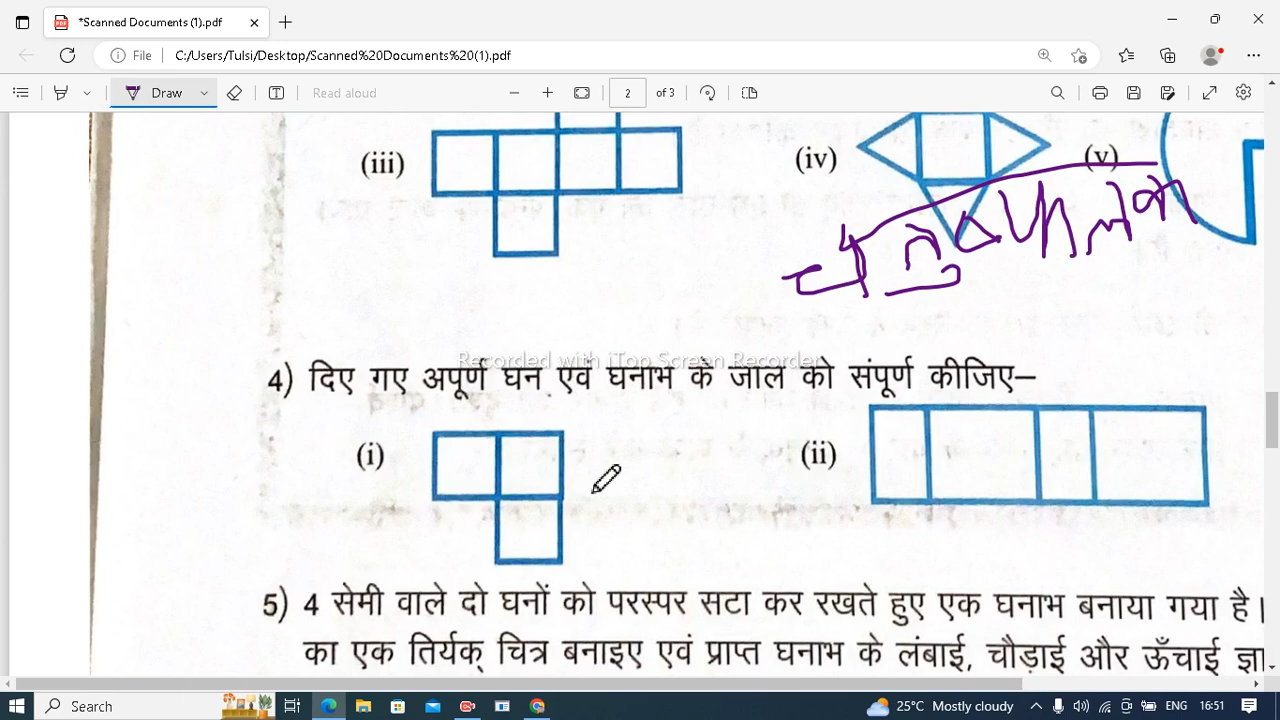 *Scanned Documents (1).pdf
File C:/Users/Tulsi/Desktop/Scanned%20Documents%20(1).pdf
Draw Read aloud 2 of 3
(iii) (iv) (v)
Recorded with iTop Screen Recorder
4) दिए गए अपूर्ण घन एवं घनाभ के जाल को संपूर्ण कीजिए–
(i) (ii)
5) 4 सेमी वाले दो घनों को परस्पर सटा कर रखते हुए एक घनाभ बनाया गया है।
का एक तिर्यक् चित्र बनाइए एवं प्राप्त घनाभ के लंबाई, चौड़ाई और ऊँचाई
Search 25°C Mostly cloudy ENG 16:51